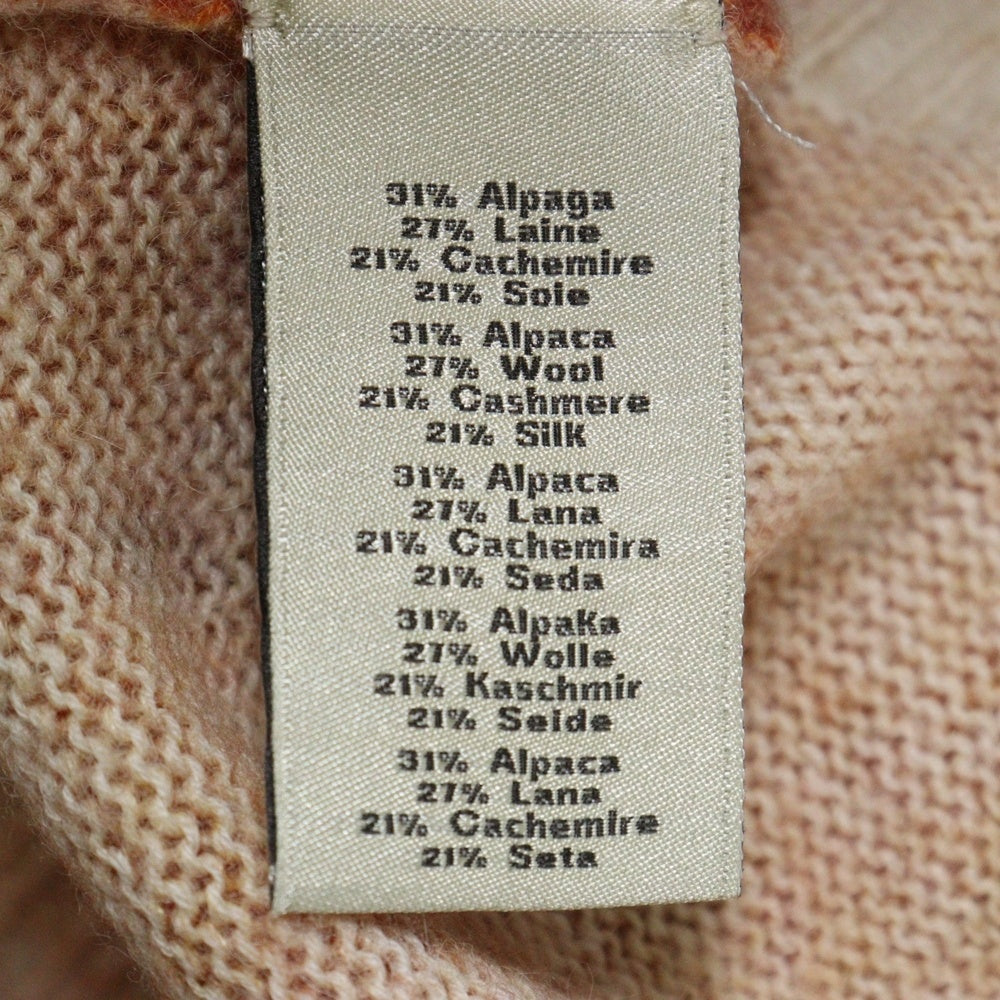 31% Alpaga
27% Laine
21% Cachemire
21% Soie
31% Alpaca
27% Wool
21% Cashmere
21% Silk
31% Alpaca
27% Lana
21% Cachemira
21% Seda
31% Alpaka
27% Wolle
21% Kaschmir
21% Seide
31% Alpaca
27% Lana
21% Cachemire
21% Seta